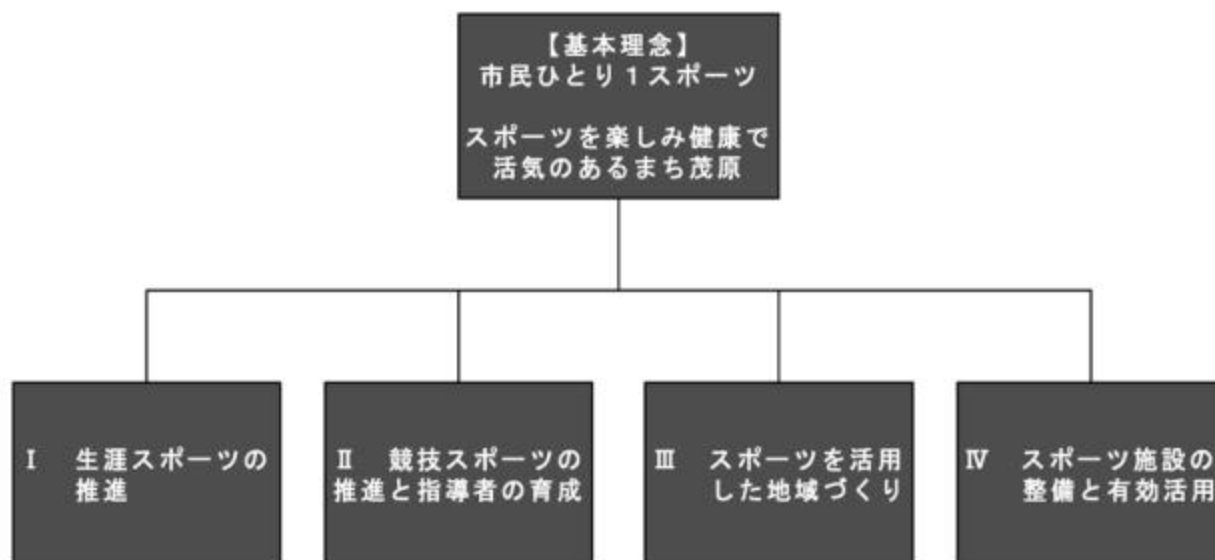 【基本理念】
市民ひとり１スポーツ
スポーツを楽しみ健康で
活気のあるまち茂原
Ⅰ　生涯スポーツの
推進
Ⅱ　競技スポーツの
推進と指導者の育成
Ⅲ　スポーツを活用
した地域づくり
Ⅳ　スポーツ施設の
整備と有効活用